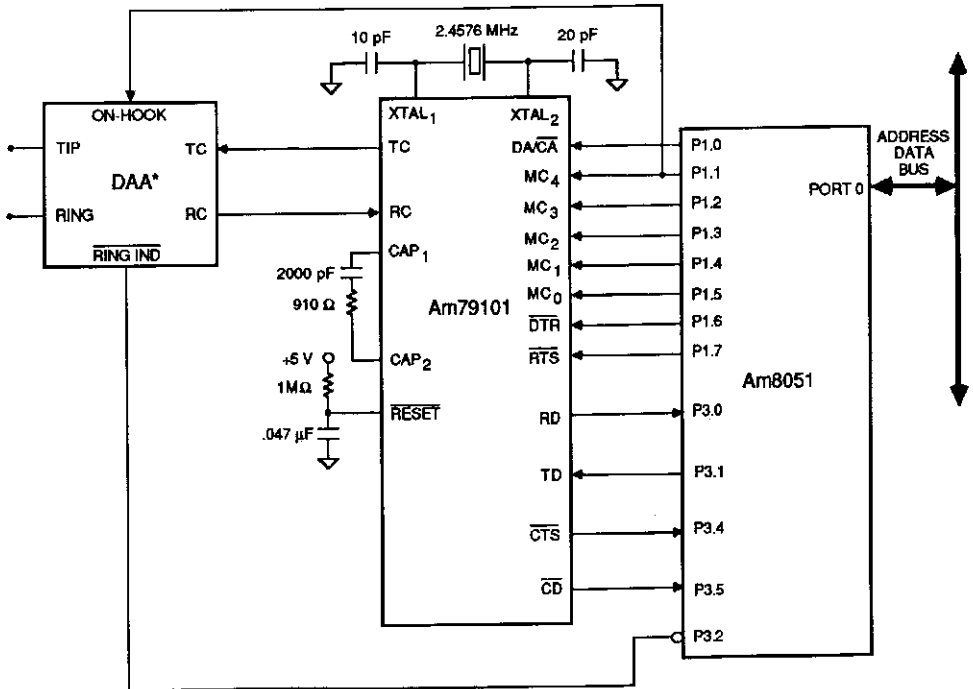 10 pF
2.4576 MHz
20 pF
ON-HOOK
TIP
TC
DAA*
RING
RC
RING IND
XTAL1
XTAL2
TC
RC
CAP1
2000 pF
910 Ω
CAP2
+5 V
1MΩ
RESET
.047 µF
Am79101
DA/CA
MC4
MC3
MC2
MC1
MC0
DTR
RTS
RD
TD
CTS
CD
P1.0
P1.1
P1.2
P1.3
P1.4
P1.5
P1.6
P1.7
P3.0
P3.1
P3.4
P3.5
P3.2
PORT 0
Am8051
ADDRESS
DATA
BUS